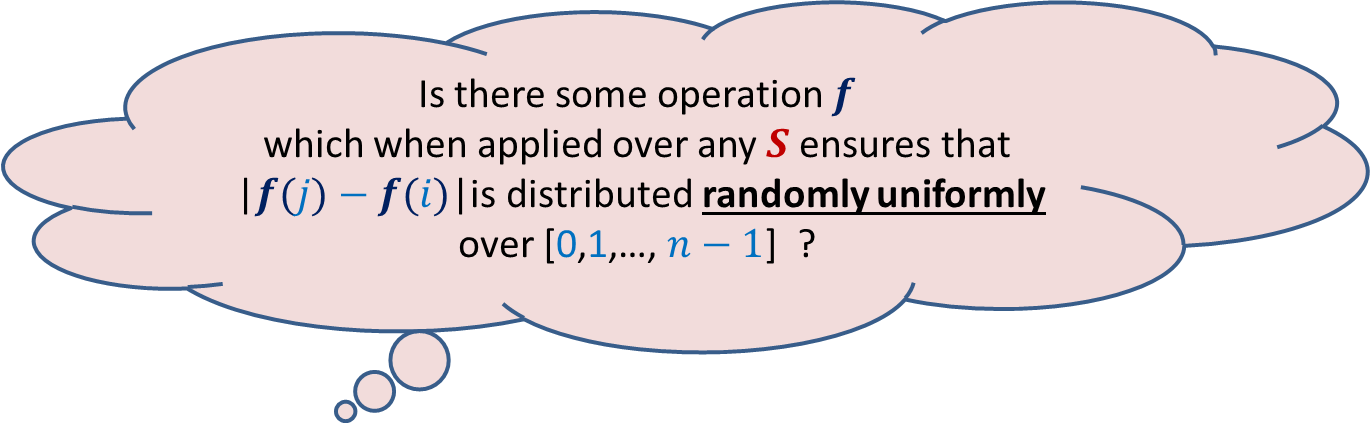 Is there some operation 𝒇
which when applied over any 𝑺 ensures that
|𝒇(𝑗) − 𝒇(𝑖)|is distributed randomly uniformly
over [0,1,…, 𝑛 − 1] ?